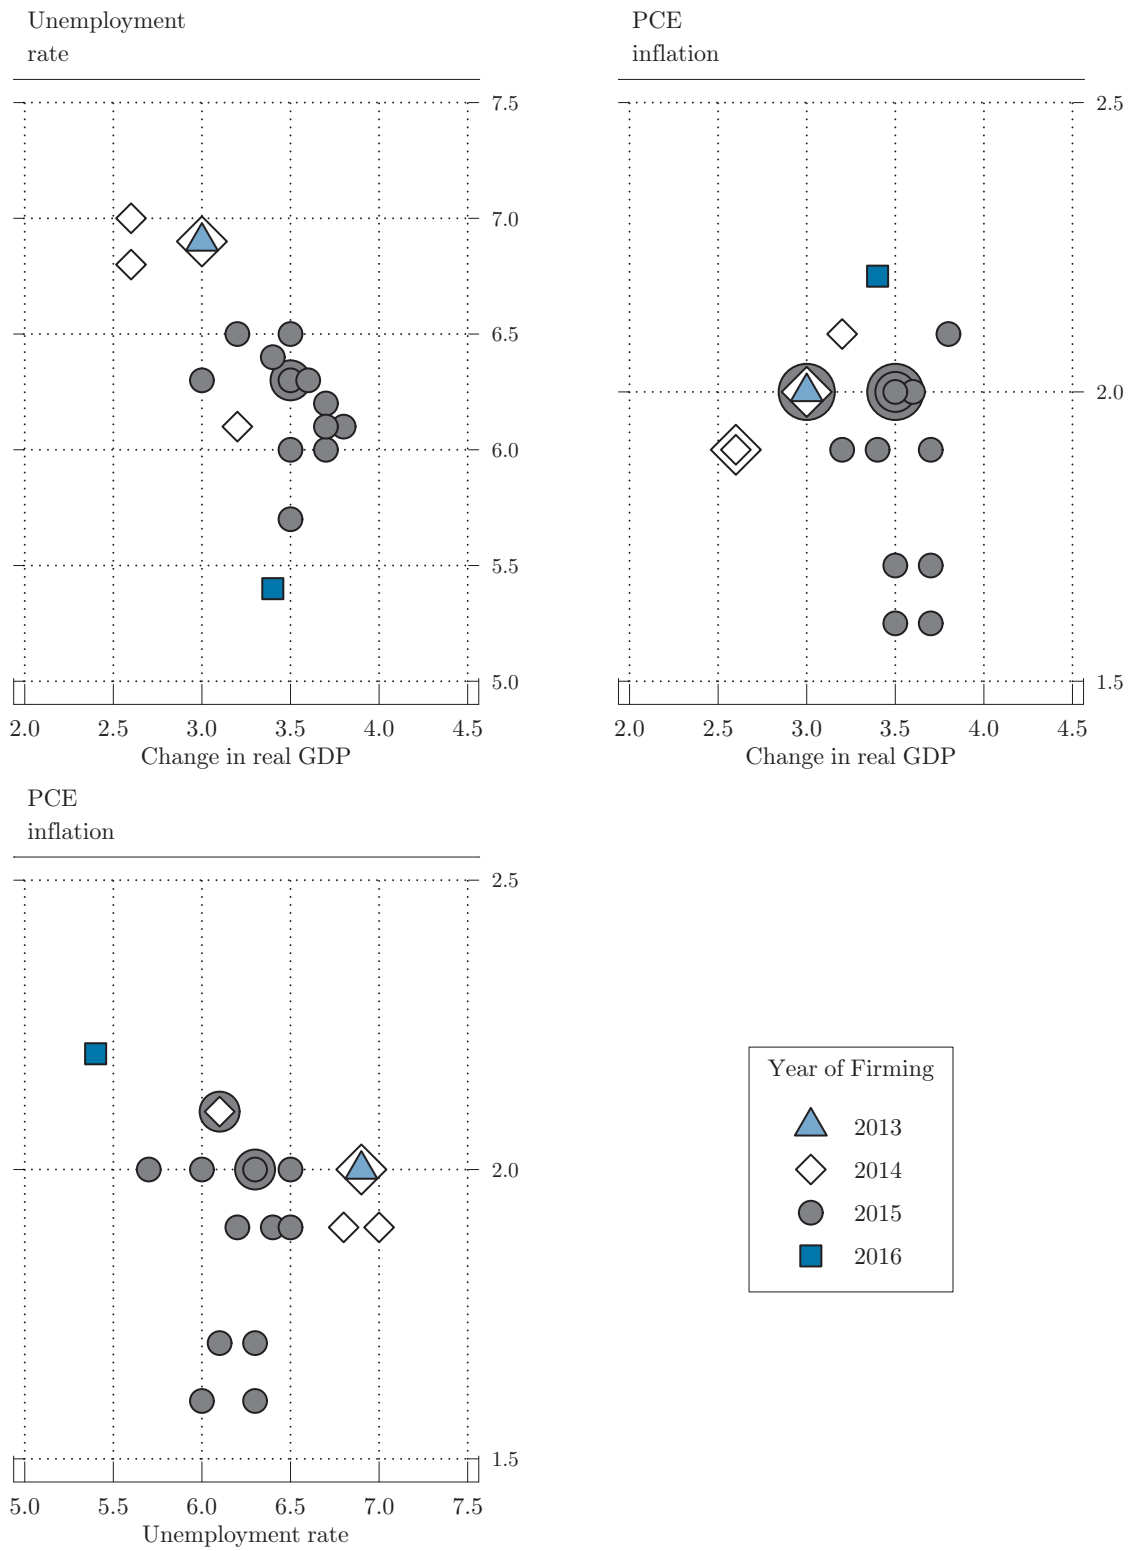 Unemployment
rate
7.5
7.0
6.5
6.0
5.5
5.0
2.0 2.5 3.0 3.5 4.0 4.5
Change in real GDP
PCE
inflation
2.5
2.0
1.5
2.0 2.5 3.0 3.5 4.0 4.5
Change in real GDP
PCE
inflation
2.5
2.0
1.5
5.0 5.5 6.0 6.5 7.0 7.5
Unemployment rate
Year of Firming
2013
2014
2015
2016